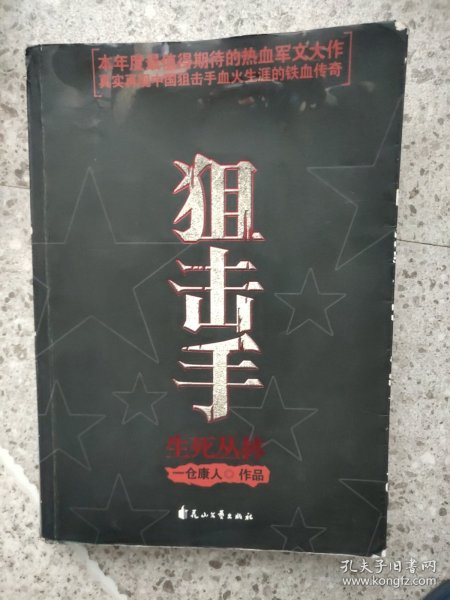 本年度最值得期待的热血军文大作
真实再现中国狙击手血火生涯的铁血传奇
狙击手
生死丛林
一仓康人 作品
花山文艺出版社
孔夫子旧书网
www.kongfz.com